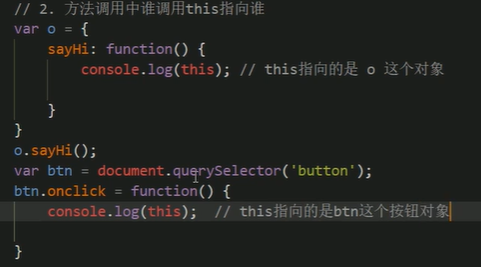 // 2. 方法调用中谁调用this指向谁
var o = {
    sayHi: function() {
        console.log(this); // this指向的是 o 这个对象
    }
}
o.sayHi();
var btn = document.querySelector('button');
btn.onclick = function() {
    console.log(this);  // this指向的是btn这个按钮对象
}